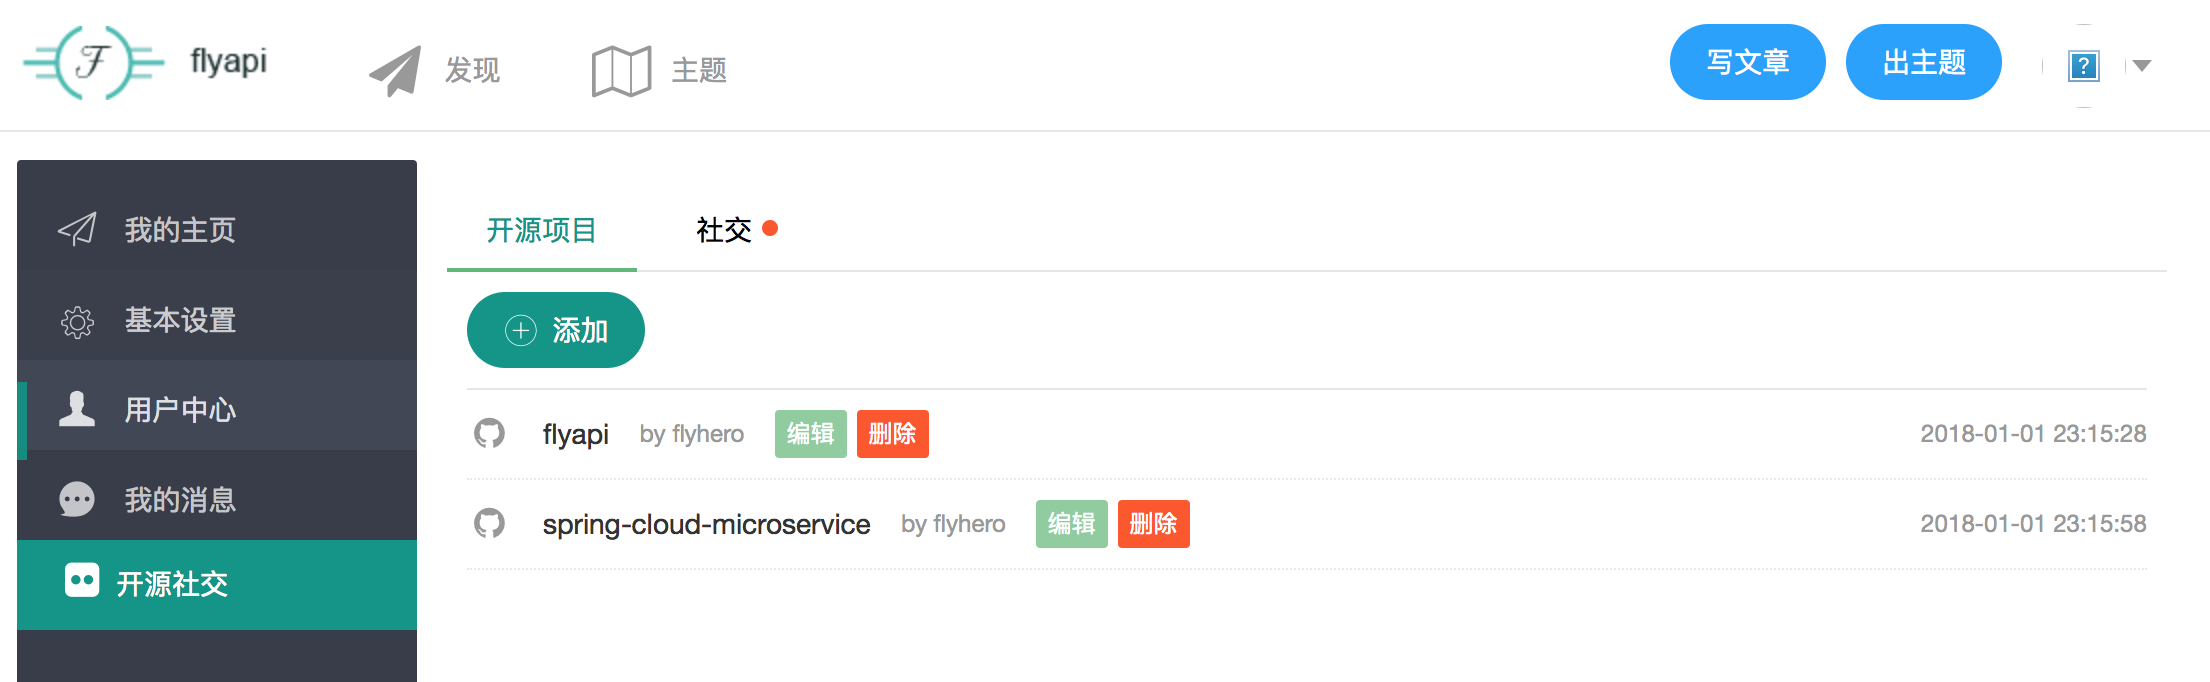 flyapi 发现 主题 写文章 出主题
我的主页
基本设置
用户中心
我的消息
开源社交
开源项目 社交
添加
flyapi by flyhero 编辑 删除 2018-01-01 23:15:28
spring-cloud-microservice by flyhero 编辑 删除 2018-01-01 23:15:58